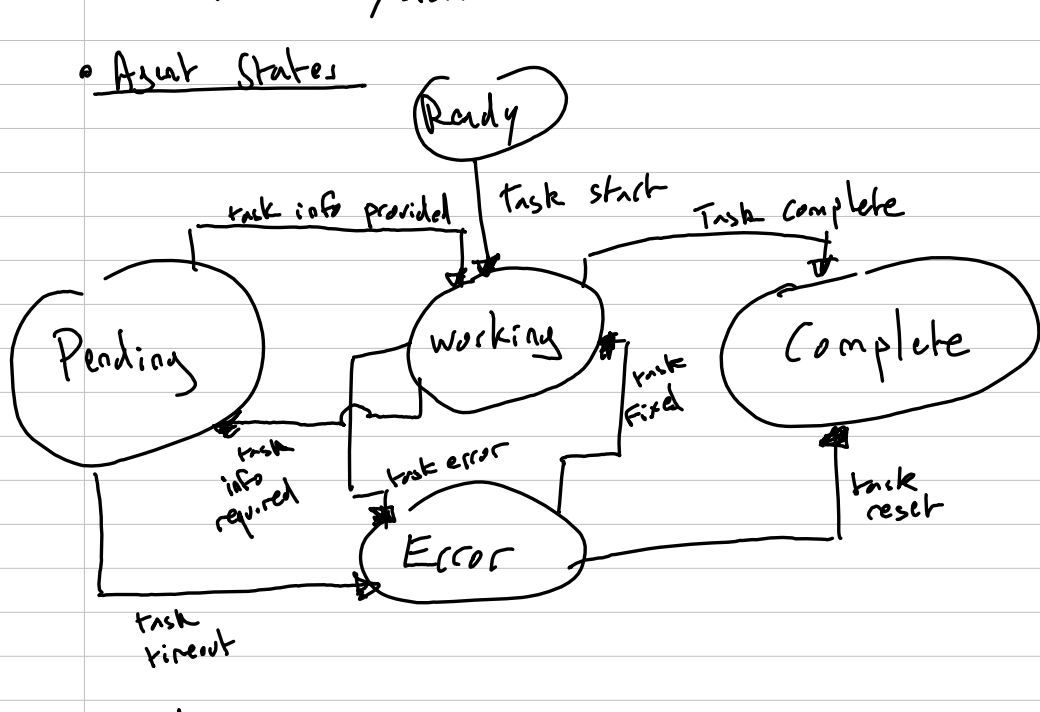 • Agent States
Ready
task start
task info provided
Task complete
Pending
working
Complete
task
fixed
task
info
required
task error
task
reset
Error
task
timeout